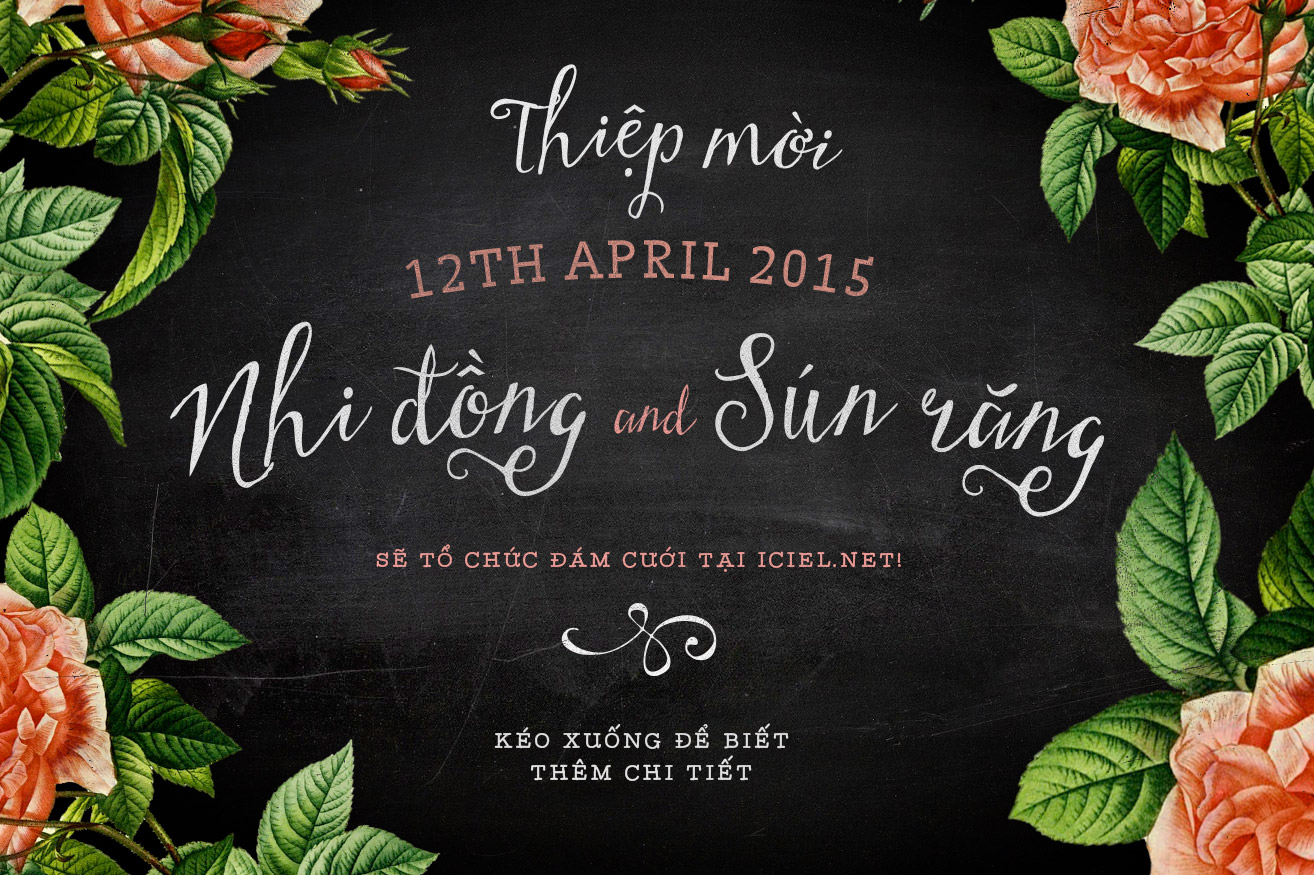 Thiệp mời
12TH APRIL 2015
Nhi đồng and Sún răng
SẼ TỔ CHỨC ĐÁM CƯỚI TẠI ICIEL.NET!
KÉO XUỐNG ĐỂ BIẾT
THÊM CHI TIẾT